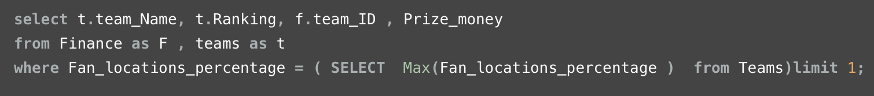 select t.team_Name, t.Ranking, f.team_ID , Prize_money
from Finance as F , teams as t
where Fan_locations_percentage = ( SELECT  Max(Fan_locations_percentage )  from Teams)limit 1;